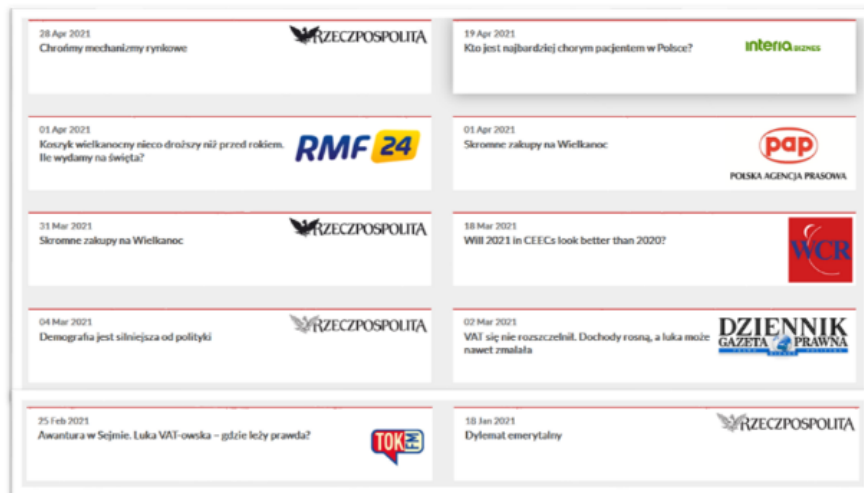 28 Apr 2021
Chrońmy mechanizmy rynkowe
RZECZPOSPOLITA
19 Apr 2021
Kto jest najbardziej chorym pacjentem w Polsce?
interia BIZNES
01 Apr 2021
Koszyk wielkanocny nieco droższy niż przed rokiem.
Ile wydamy na święta?
RMF 24
01 Apr 2021
Skromne zakupy na Wielkanoc
pap
POLSKA AGENCJA PRASOWA
31 Mar 2021
Skromne zakupy na Wielkanoc
RZECZPOSPOLITA
18 Mar 2021
Will 2021 in CEECs look better than 2020?
WCR
04 Mar 2021
Demografia jest silniejsza od polityki
RZECZPOSPOLITA
02 Mar 2021
VAT się nie rozszczelnił. Dochody rosną, a luka może
nawet zmalała
DZIENNIK
GAZETA PRAWNA
25 Feb 2021
Awantura w Sejmie. Luka VAT-owska – gdzie leży prawda?
TOK FM
18 Jan 2021
Dylemat emerytalny
RZECZPOSPOLITA